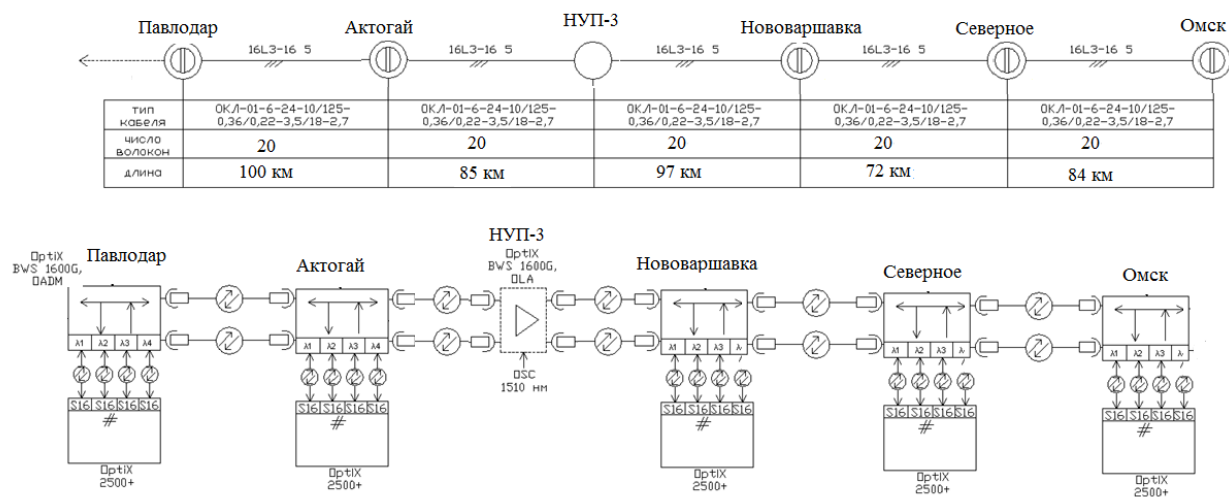 Павлодар Актогай НУП-3 Нововаршавка Северное Омск
16L3-16 5 16L3-16 5 16L3-16 5 16L3-16 5 16L3-16 5
тип кабеля ОКЛ-01-6-24-10/125-0,36/0,22-3,5/18-2,7 ОКЛ-01-6-24-10/125-0,36/0,22-3,5/18-2,7 ОКЛ-01-6-24-10/125-0,36/0,22-3,5/18-2,7 ОКЛ-01-6-24-10/125-0,36/0,22-3,5/18-2,7 ОКЛ-01-6-24-10/125-0,36/0,22-3,5/18-2,7
число волокон 20 20 20 20 20
длина 100 км 85 км 97 км 72 км 84 км
OptiX
BWS 1600G,
OADM
Павлодар
Актогай
НУП-3
OptiX
BWS 1600G,
OLA
Нововаршавка
Северное
Омск
λ1 λ2 λ3 λ4
λ1 λ2 λ3 λ4
λ1 λ2 λ3 λ
λ1 λ2 λ3 λ
λ1 λ2 λ3 λ
OSC
1510 нм
S16 S16 S16 S16
#
OptiX
2500+
S16 S16 S16 S16
#
OptiX
2500+
S16 S16 S16 S16
#
OptiX
2500+
S16 S16 S16 S16
#
OptiX
2500+
S16 S16 S16 S16
#
OptiX
2500+